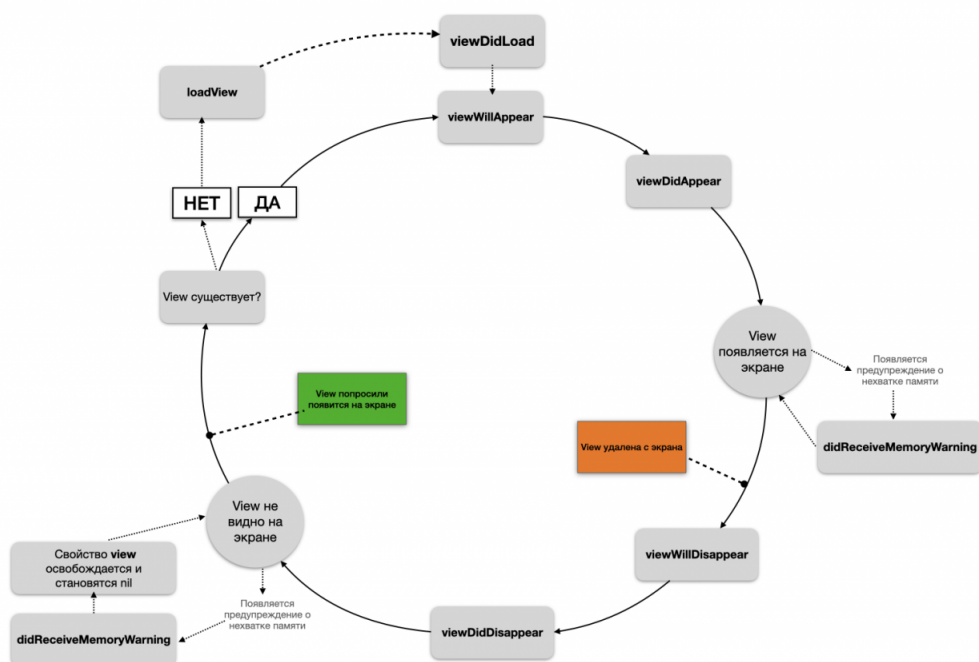 viewDidLoad
loadView
viewWillAppear
viewDidAppear
НЕТ
ДА
View существует?
View
появляется на
экране
Появляется
предупреждение о
нехватке памяти
View попросили
появится на экране
View удалена с экрана
didReceiveMemoryWarning
View не
видно на
экране
viewWillDisappear
Свойство view
освобождается и
становятся nil
Появляется
предупреждение о
нехватке памяти
didReceiveMemoryWarning
viewDidDisappear